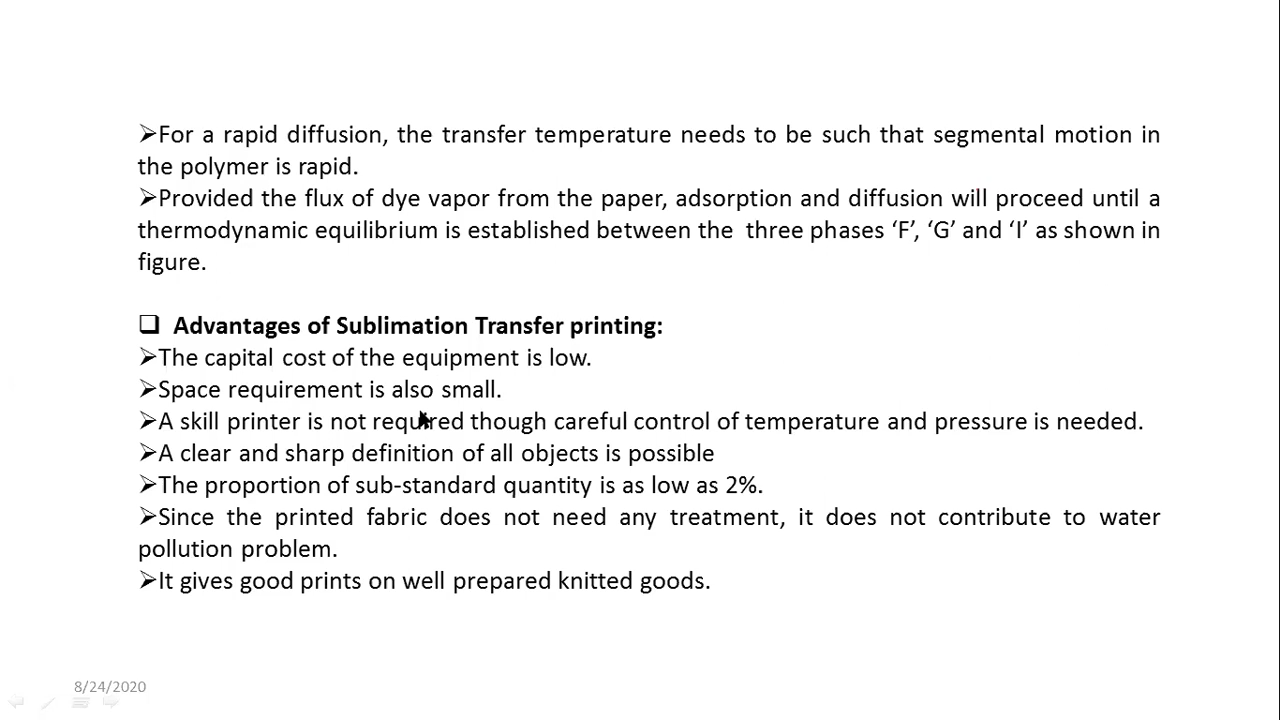 ➢For a rapid diffusion, the transfer temperature needs to be such that segmental motion in
the polymer is rapid.
➢Provided the flux of dye vapor from the paper, adsorption and diffusion will proceed until a
thermodynamic equilibrium is established between the three phases ‘F’, ‘G’ and ‘I’ as shown in
figure.
❑ Advantages of Sublimation Transfer printing:
➢The capital cost of the equipment is low.
➢Space requirement is also small.
➢A skill printer is not required though careful control of temperature and pressure is needed.
➢A clear and sharp definition of all objects is possible
➢The proportion of sub-standard quantity is as low as 2%.
➢Since the printed fabric does not need any treatment, it does not contribute to water
pollution problem.
➢It gives good prints on well prepared knitted goods.
8/24/2020